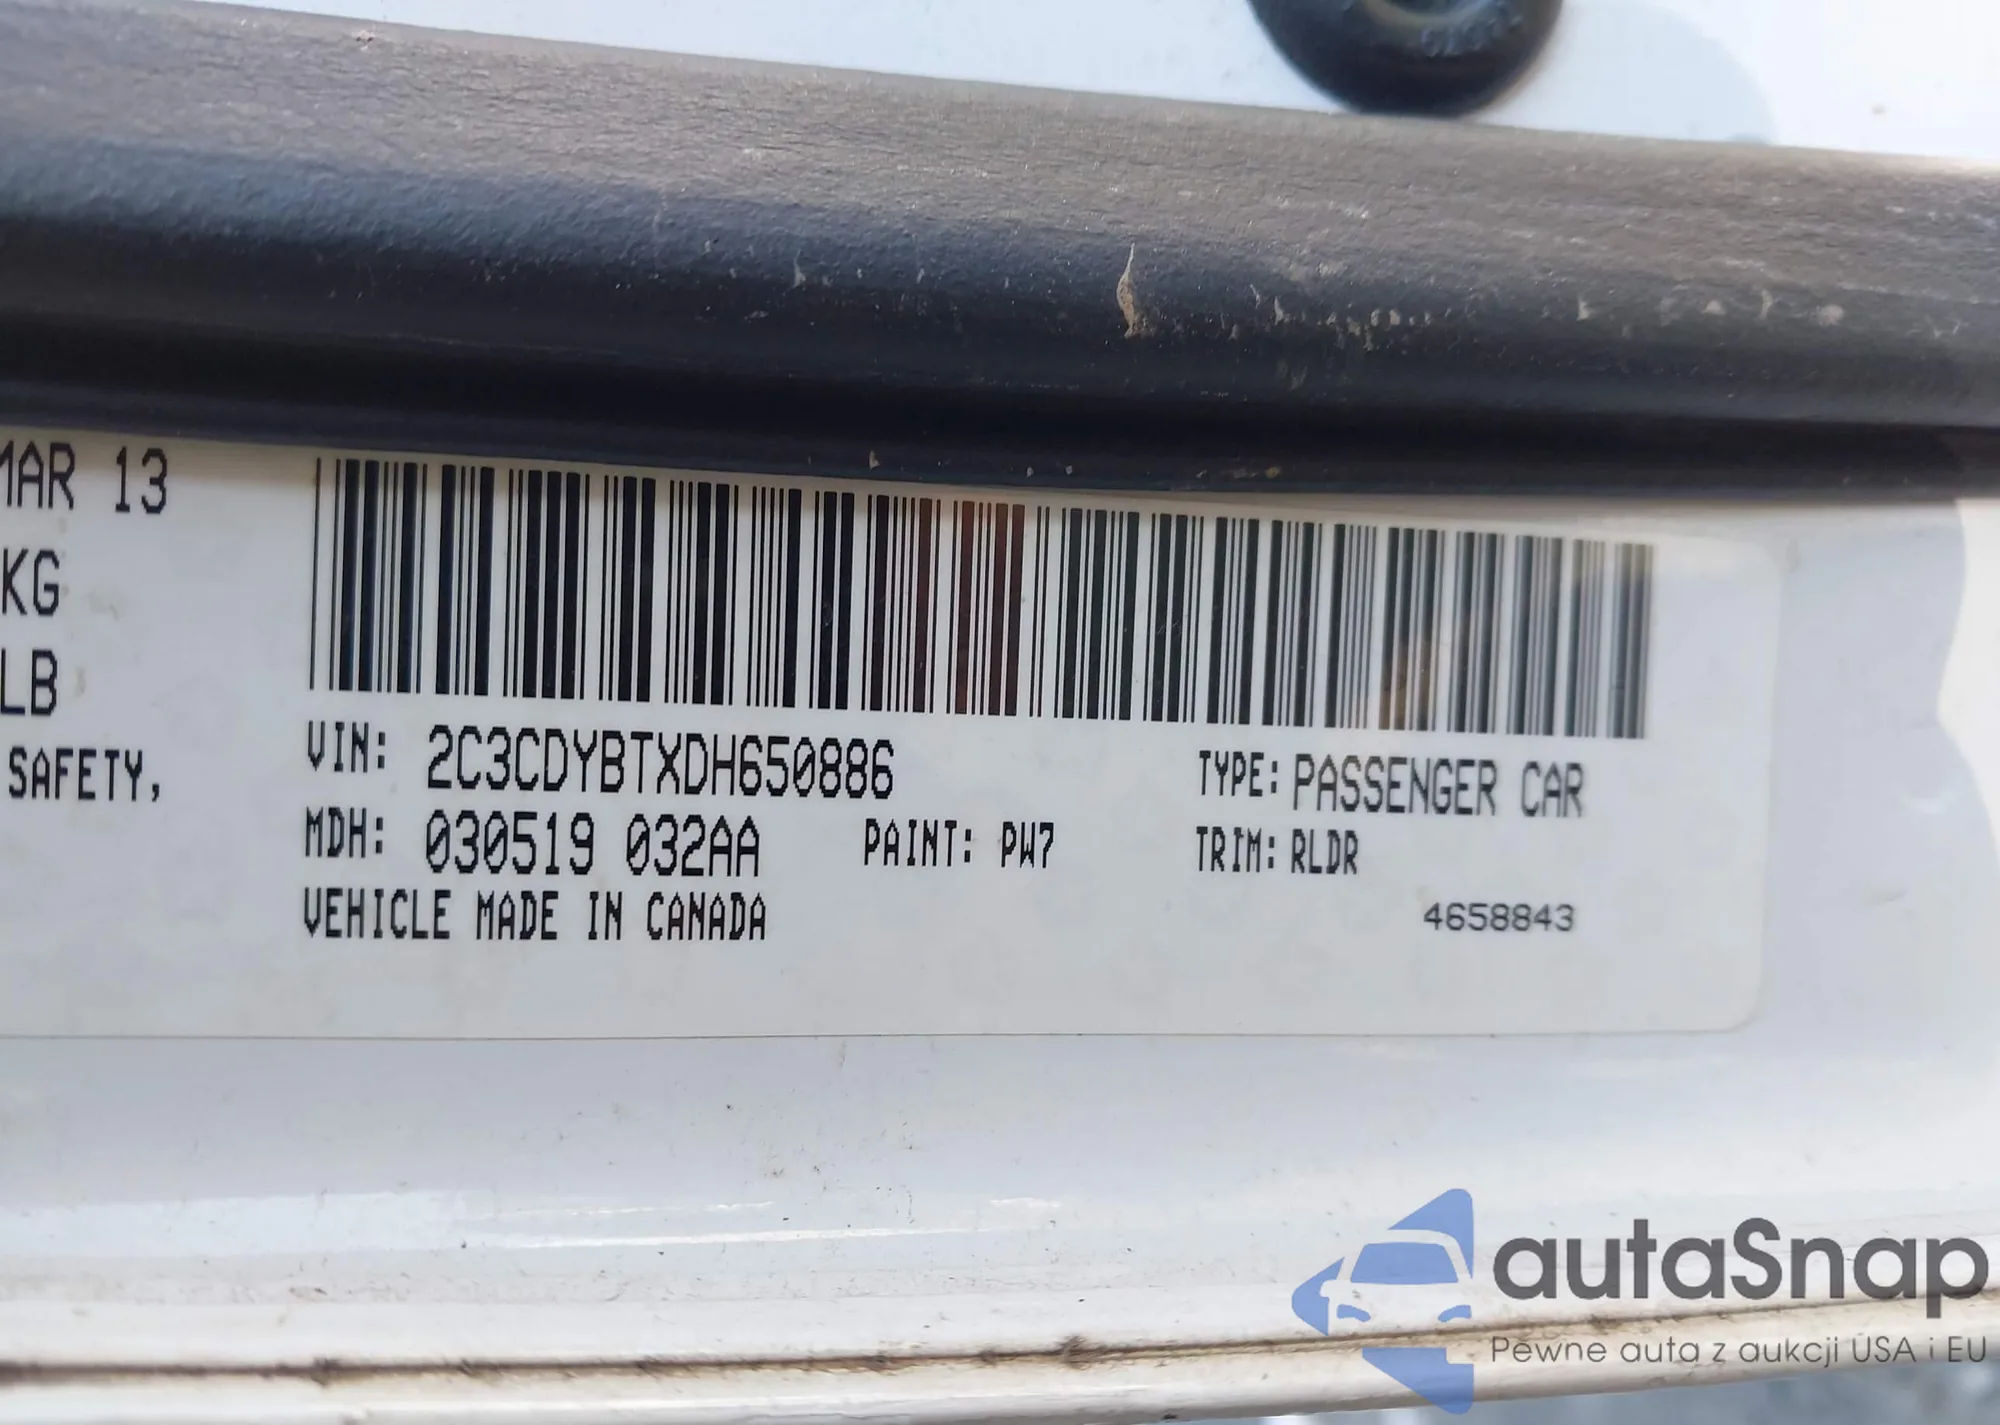 MAR 13
KG
LB
SAFETY,
VIN: 2C3CDYBTXDH650886
TYPE: PASSENGER CAR
MDH: 030519 032AA
PAINT: PW7
TRIM: RLDR
VEHICLE MADE IN CANADA
4658843
autaSnap
Pewne auta z aukcji USA i EU